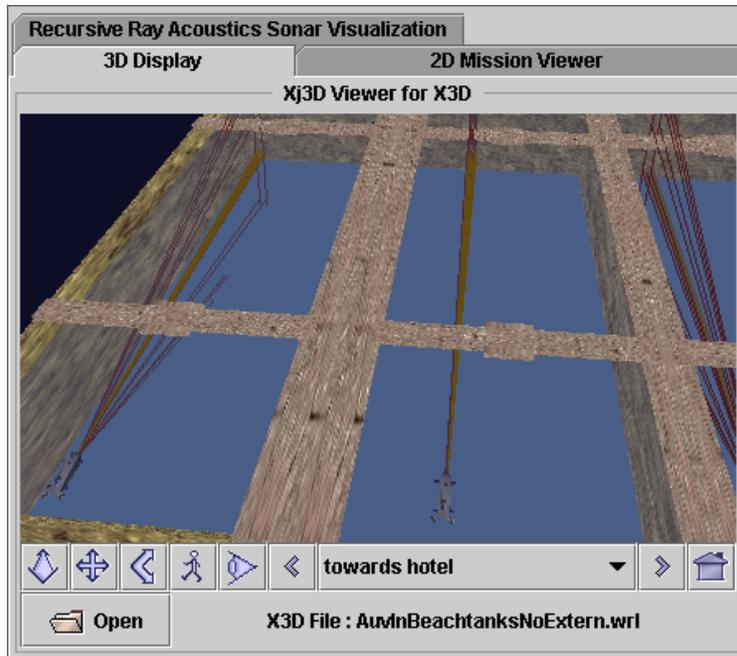 Recursive Ray Acoustics Sonar Visualization
3D Display
2D Mission Viewer
Xj3D Viewer for X3D
towards hotel
Open
X3D File : AuvInBeachtanksNoExtern.wrl